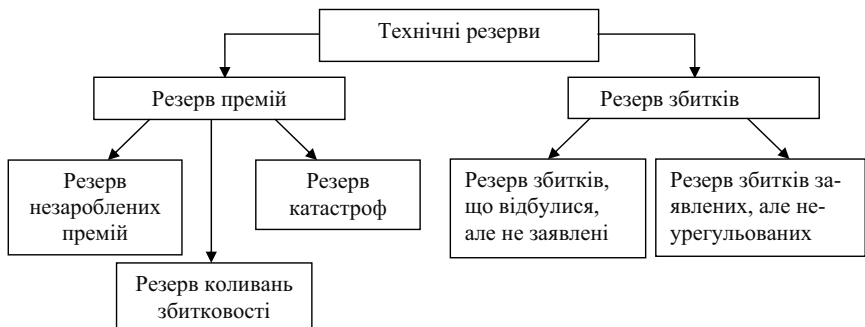 Технічні резерви
Резерв премій
Резерв збитків
Резерв
незароблених
премій
Резерв
катастроф
Резерв збитків,
що відбулися,
але не заявлені
Резерв збитків за-
явлених, але не-
урегульованих
Резерв коливань
збитковості